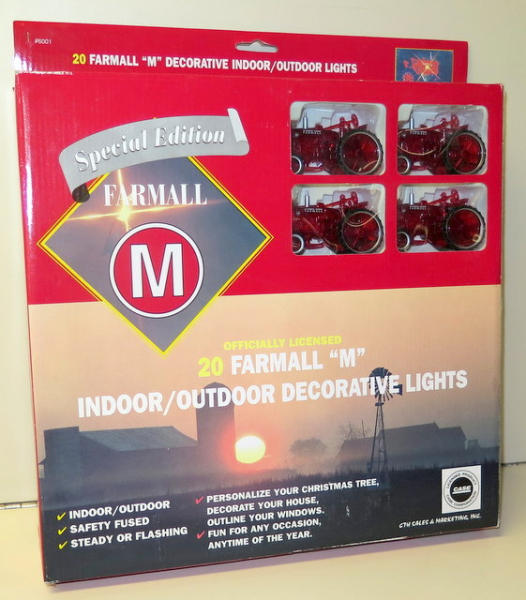 #6001
20 FARMALL "M" DECORATIVE INDOOR/OUTDOOR LIGHTS
Special Edition
FARMALL
M
OFFICIALLY LICENSED
20 FARMALL "M"
INDOOR/OUTDOOR DECORATIVE LIGHTS
✓ INDOOR/OUTDOOR
✓ SAFETY FUSED
✓ STEADY OR FLASHING
✓ PERSONALIZE YOUR CHRISTMAS TREE,
DECORATE YOUR HOUSE,
OUTLINE YOUR WINDOWS.
✓ FUN FOR ANY OCCASION,
ANYTIME OF THE YEAR.
CASE
CTH SALES & MARKETING, INC.